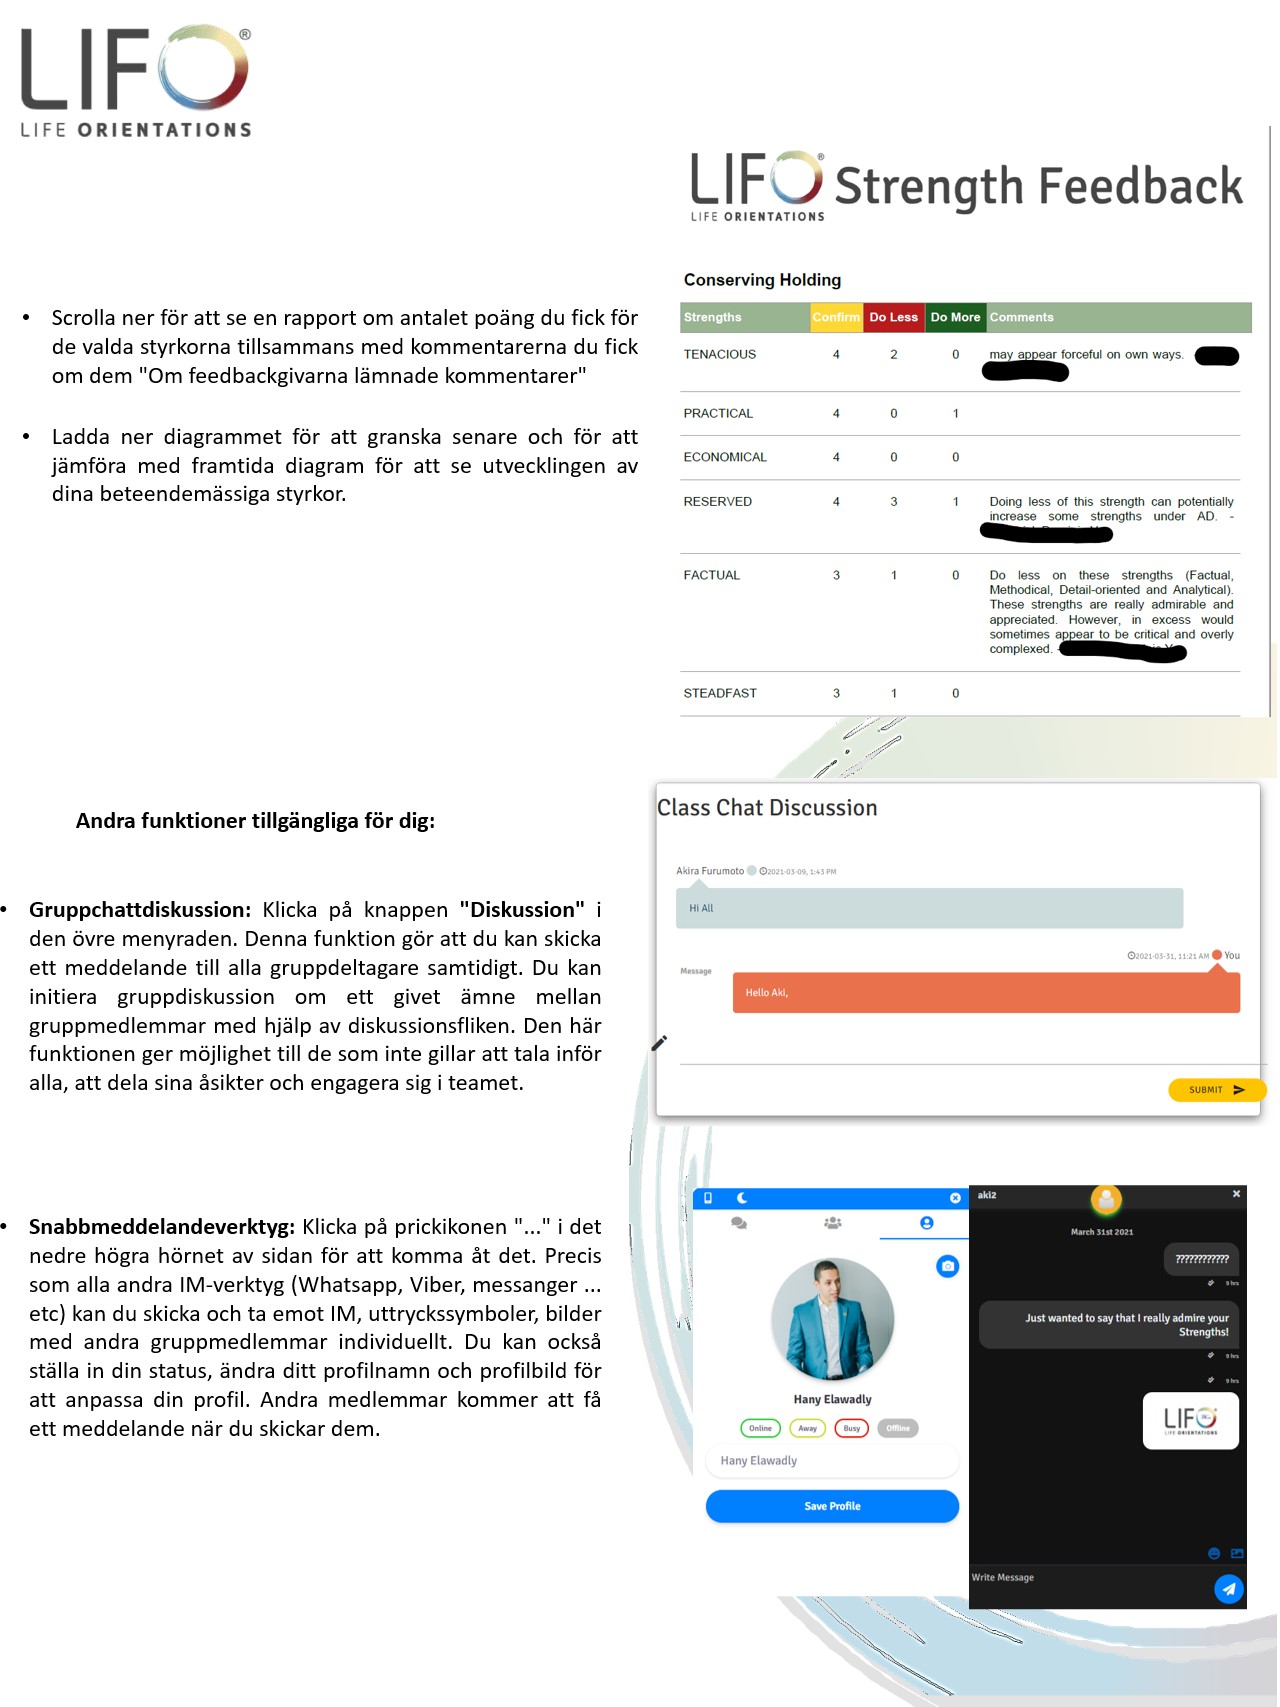 LIFO®
LIFE ORIENTATIONS
LIFO®
LIFE ORIENTATIONS
Strength Feedback
Conserving Holding
Strengths Confirm Do Less Do More Comments
TENACIOUS 4 2 0 may appear forceful on own ways.
PRACTICAL 4 0 1
ECONOMICAL 4 0 0
RESERVED 4 3 1 Doing less of this strength can potentially
increase some strengths under AD. -
FACTUAL 3 1 0 Do less on these strengths (Factual,
Methodical, Detail-oriented and Analytical).
These strengths are really admirable and
appreciated. However, in excess would
sometimes appear to be critical and overly
complexed. -
STEADFAST 3 1 0
• Scrolla ner för att se en rapport om antalet poäng du fick för
de valda styrkorna tillsammans med kommentarerna du fick
om dem "Om feedbackgivarna lämnade kommentarer"
• Ladda ner diagrammet för att granska senare och för att
jämföra med framtida diagram för att se utvecklingen av
dina beteendemässiga styrkor.
Andra funktioner tillgängliga för dig:
• Gruppchattdiskussion: Klicka på knappen "Diskussion" i
den övre menyraden. Denna funktion gör att du kan skicka
ett meddelande till alla gruppdeltagare samtidigt. Du kan
initiera gruppdiskussion om ett givet ämne mellan
gruppmedlemmar med hjälp av diskussionsfliken. Den här
funktionen ger möjlighet till de som inte gillar att tala inför
alla, att dela sina åsikter och engagera sig i teamet.
Class Chat Discussion
Akira Furumoto 2021-03-09, 1:43 PM
Hi All
2021-03-31, 11:21 AM You
Message
Hello Aki,
SUBMIT
• Snabbmeddelandeverktyg: Klicka på prickikonen "..." i det
nedre högra hörnet av sidan för att komma åt det. Precis
som alla andra IM-verktyg (Whatsapp, Viber, messanger ...
etc) kan du skicka och ta emot IM, uttryckssymboler, bilder
med andra gruppmedlemmar individuellt. Du kan också
ställa in din status, ändra ditt profilnamn och profilbild för
att anpassa din profil. Andra medlemmar kommer att få
ett meddelande när du skickar dem.
Hany Elawadly
Online Away Busy Offline
Hany Elawadly
Save Profile
aki2
March 31st 2021
????????????
9 hrs
Just wanted to say that I really admire your
Strengths!
9 hrs
9 hrs
LIFO
LIFE ORIENTATIONS
Write Message